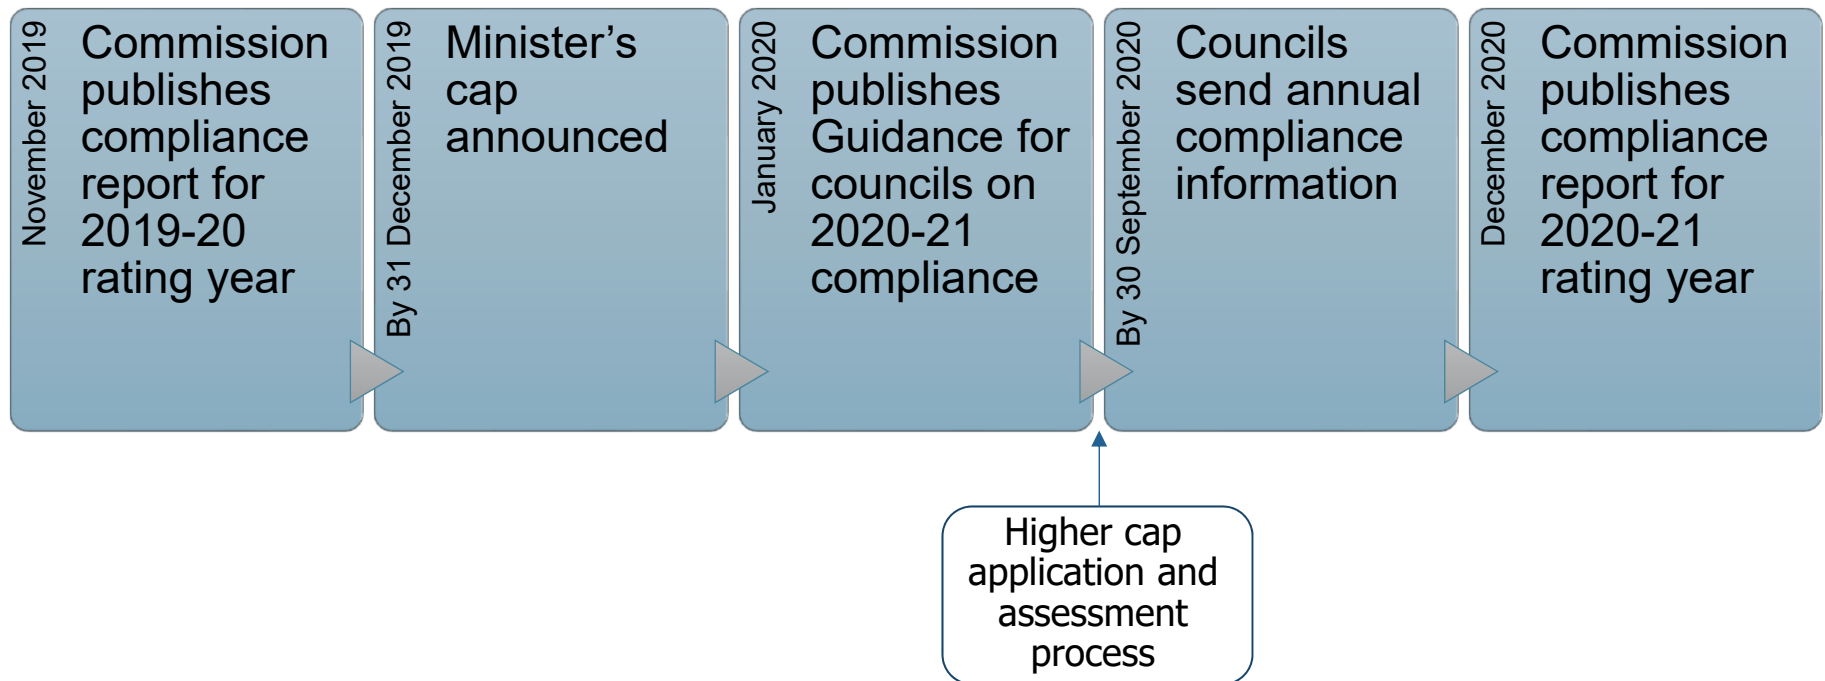 November 2019
Commission
publishes
compliance
report for
2019-20
rating year
By 31 December 2019
Minister’s
cap
announced
January 2020
Commission
publishes
Guidance for
councils on
2020-21
compliance
By 30 September 2020
Councils
send annual
compliance
information
December 2020
Commission
publishes
compliance
report for
2020-21
rating year
Higher cap
application and
assessment
process